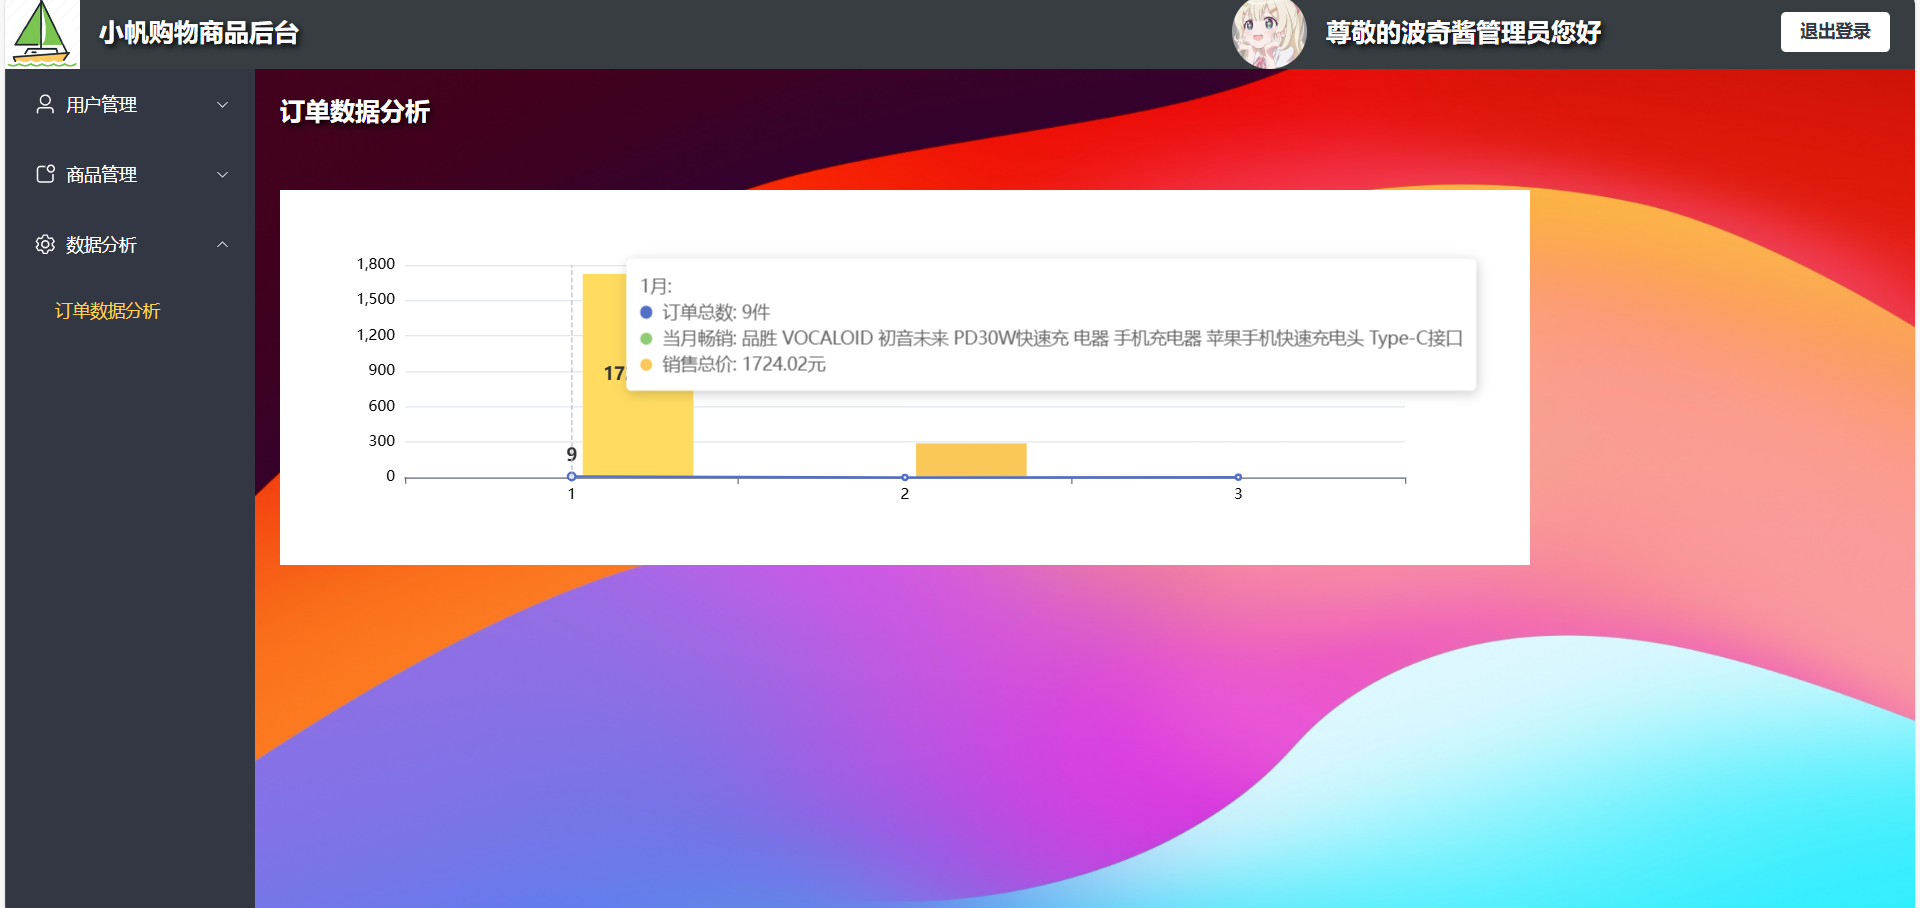 小帆购物商品后台
尊敬的波奇酱管理员您好
退出登录
用户管理
商品管理
数据分析
订单数据分析
订单数据分析
1,800
1,500
1,200
900
600
300
0
1月:
订单总数: 9件
当月畅销: 品胜 VOCALOID 初音未来 PD30W快速充 电器 手机充电器 苹果手机快速充电头 Type-C接口
销售总价: 1724.02元
17
9
1
2
3